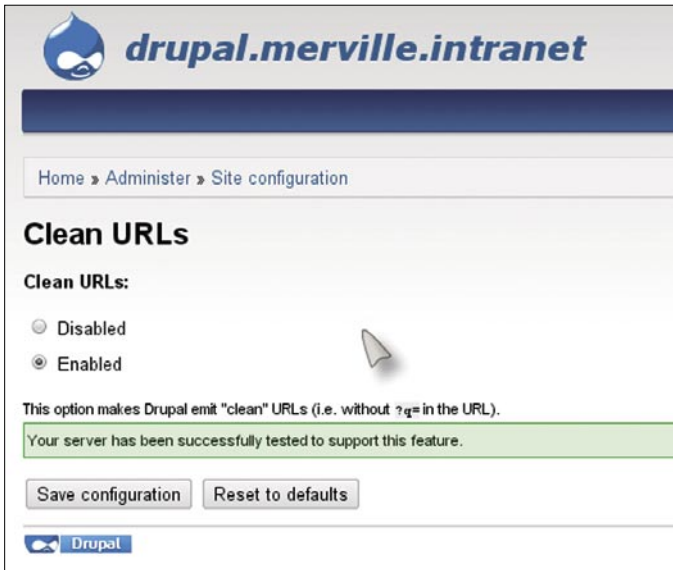 drupal.merville.intranet
Home » Administer » Site configuration
Clean URLs
Clean URLs:
Disabled
Enabled
This option makes Drupal emit "clean" URLs (i.e. without ?q= in the URL).
Your server has been successfully tested to support this feature.
Save configuration Reset to defaults
Drupal